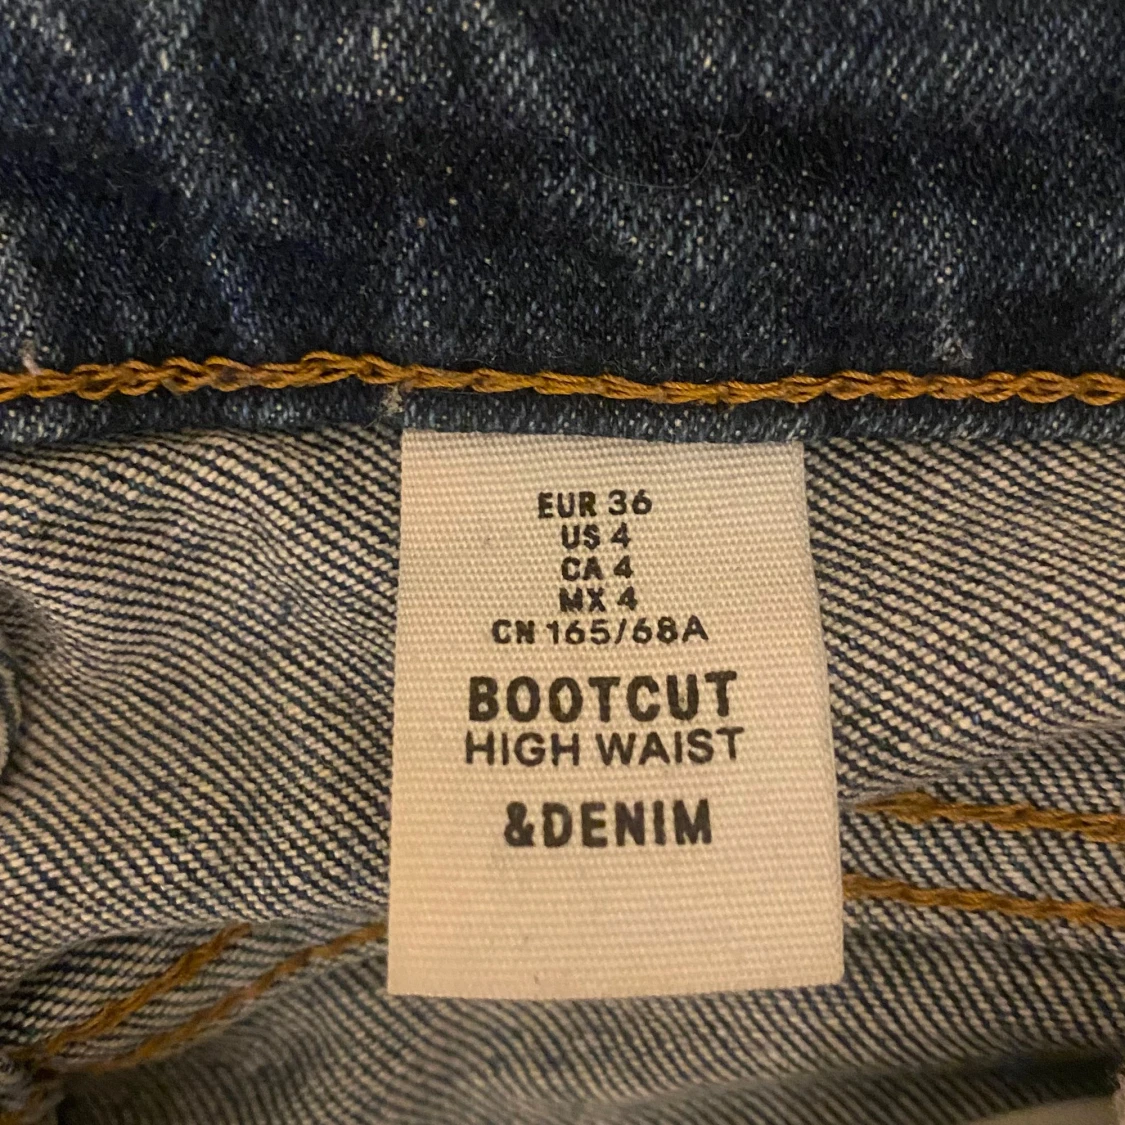 EUR 36
US 4
CA 4
MX 4
CN 165/68A
BOOTCUT
HIGH WAIST
&DENIM